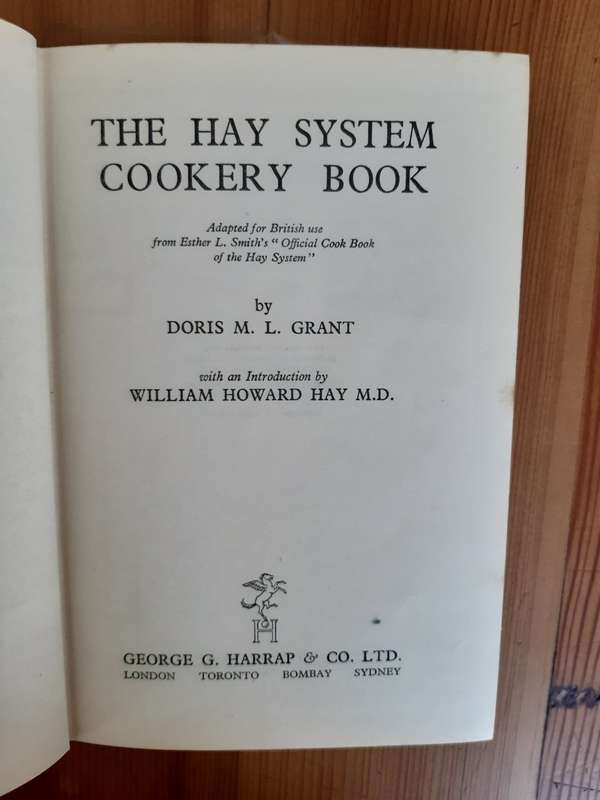 THE HAY SYSTEM
COOKERY BOOK
Adapted for British use
from Esther L. Smith's "Official Cook Book
of the Hay System"
by
DORIS M. L. GRANT
with an Introduction by
WILLIAM HOWARD HAY M.D.
H
GEORGE G. HARRAP & CO. LTD.
LONDON TORONTO BOMBAY SYDNEY